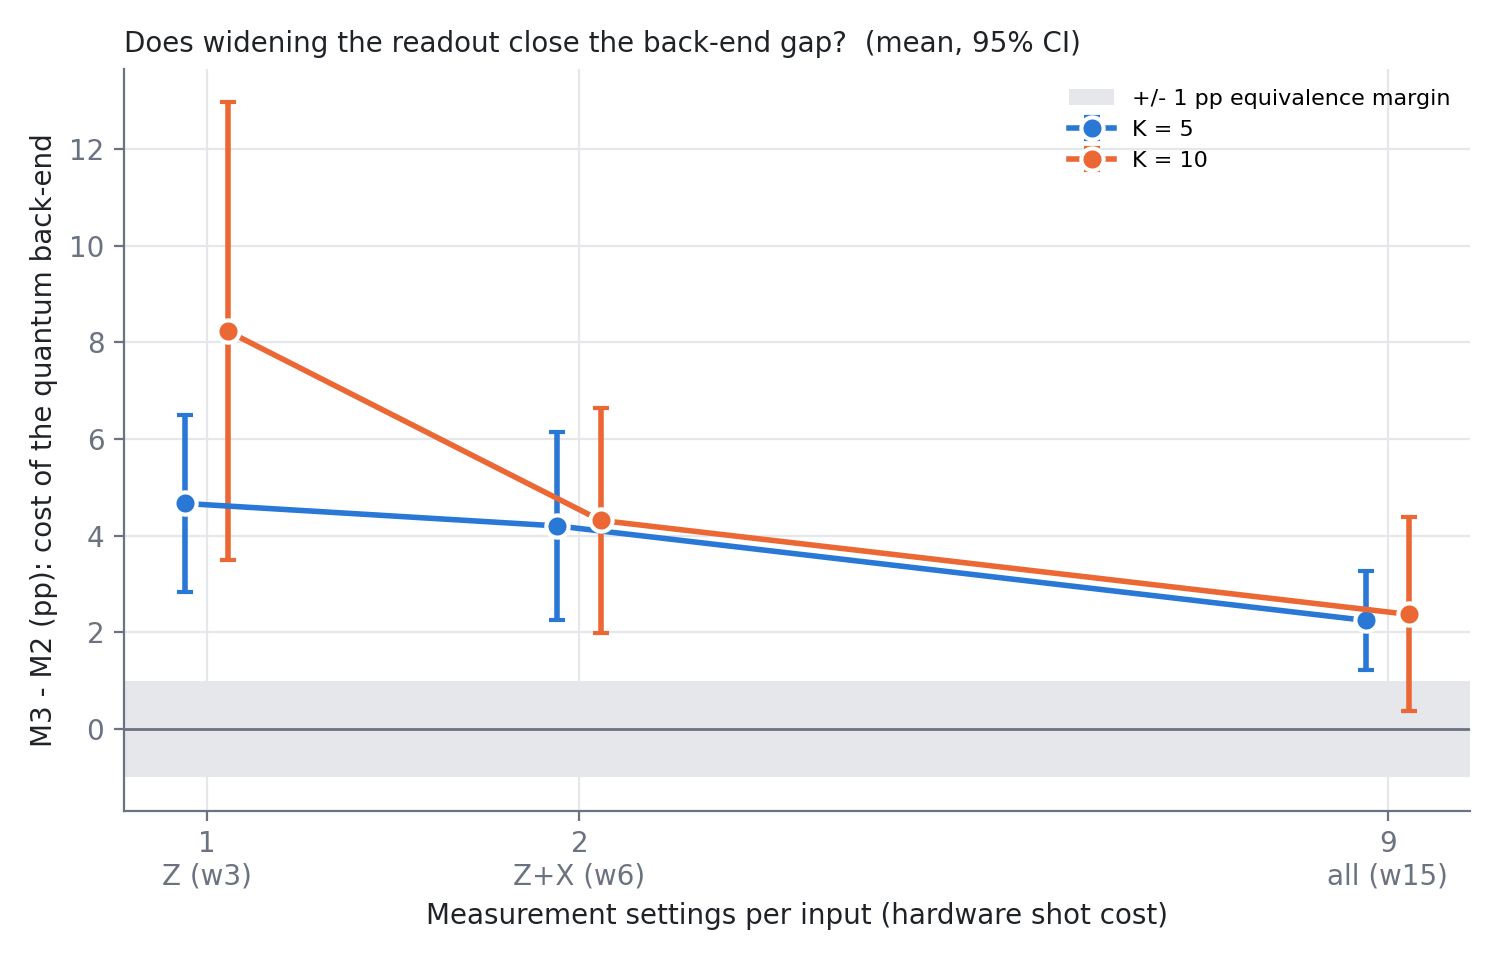 Does widening the readout close the back-end gap?  (mean, 95% CI)
+/- 1 pp equivalence margin
K = 5
K = 10
M3 - M2 (pp): cost of the quantum back-end
12
10
8
6
4
2
0
1
Z (w3)
2
Z+X (w6)
9
all (w15)
Measurement settings per input (hardware shot cost)